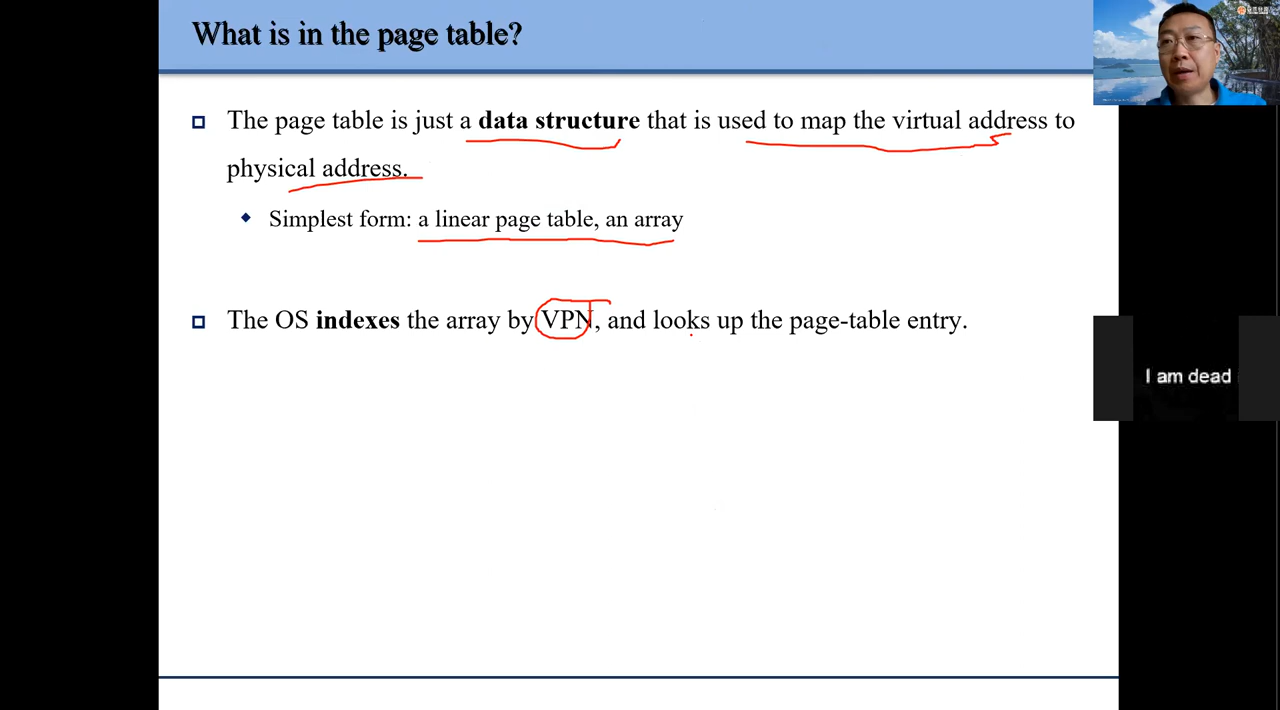 What is in the page table?
The page table is just a data structure that is used to map the virtual address to
physical address.
Simplest form: a linear page table, an array
The OS indexes the array by VPN, and looks up the page-table entry.
I am dead